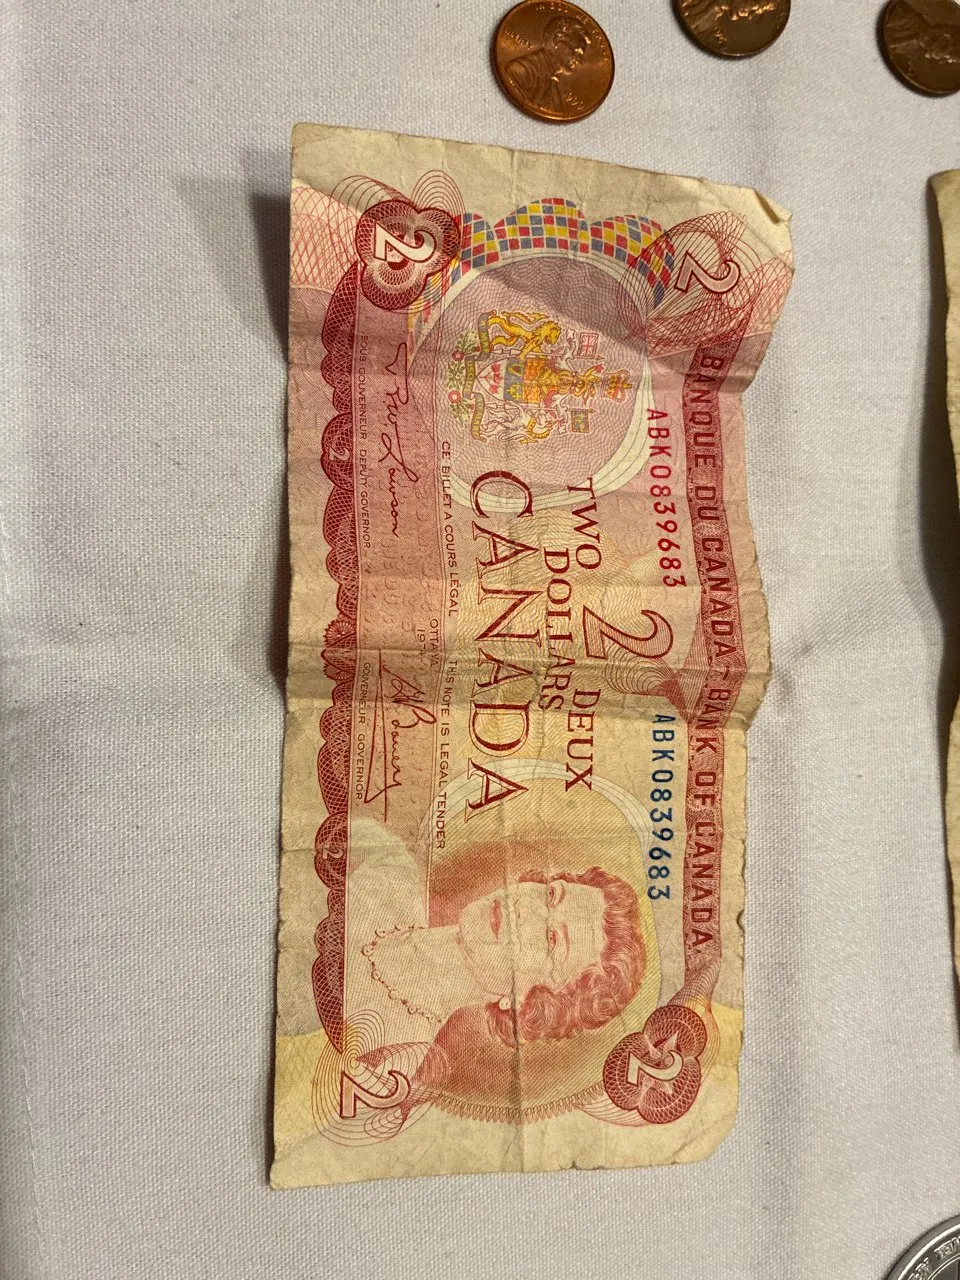 BANQUE DU CANADA ~ BANK OF CANADA
2
ABK0839683
2
ABK0839683
TWO
DEUX
DOLLARS
CANADA
CE BILLET A COURS LÉGAL
THIS NOTE IS LEGAL TENDER
OTTAWA
SOUS-GOUVERNEUR DEPUTY GOVERNOR
GOUVERNEUR GOVERNOR
2
2
2
2
2